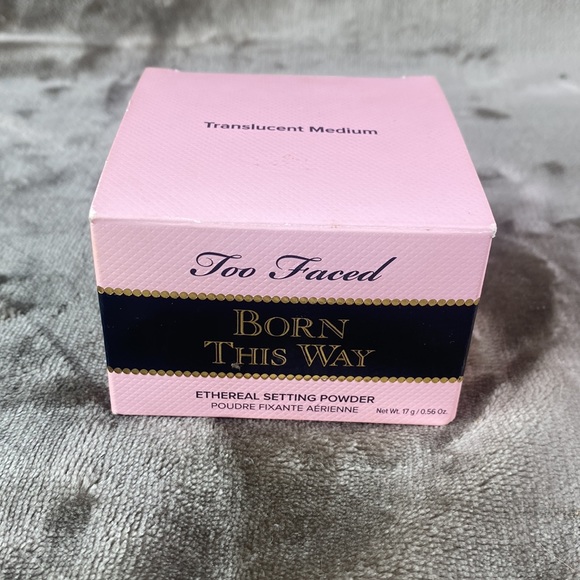 Translucent Medium
Too Faced
BORN
THIS WAY
ETHEREAL SETTING POWDER
POUDRE FIXANTE AÉRIENNE
Net Wt. 17 g / 0.56 Oz.